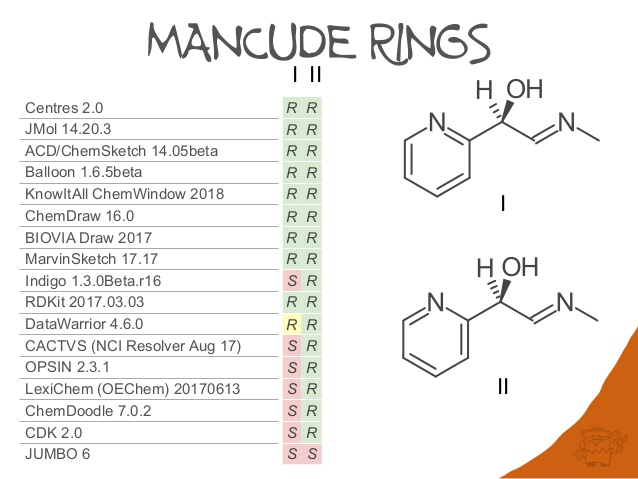 MANCUDE RINGS
I II
Centres 2.0 R R
JMol 14.20.3 R R
ACD/ChemSketch 14.05beta R R
Balloon 1.6.5beta R R
KnowItAll ChemWindow 2018 R R
ChemDraw 16.0 R R
BIOVIA Draw 2017 R R
MarvinSketch 17.17 R R
Indigo 1.3.0Beta.r16 S R
RDKit 2017.03.03 R R
DataWarrior 4.6.0 R R
CACTVS (NCI Resolver Aug 17) S R
OPSIN 2.3.1 S R
LexiChem (OEChem) 20170613 S R
ChemDoodle 7.0.2 S R
CDK 2.0 S R
JUMBO 6 S S
H OH
N N
I
H OH
N N
II